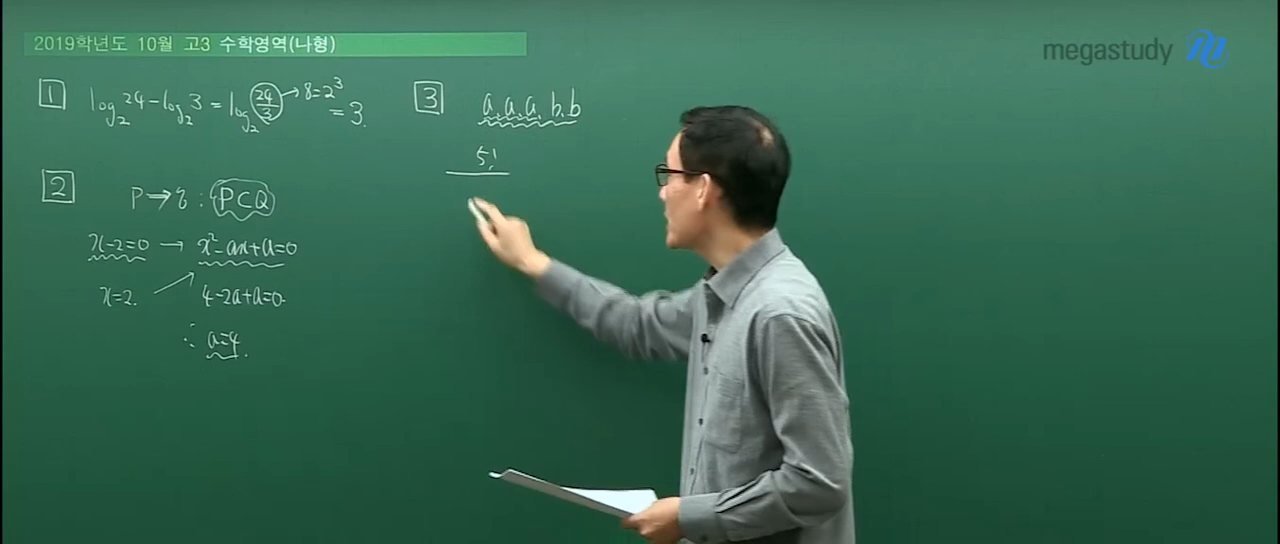 2019학년도 10월 고3 수학영역(나형)
megastudy
1 log₂24-log₂3=log₂24/3→8=2³
=3.
2 P→q : P⊂Q
x-2=0 → x²-ax+a=0
x=2. 4-2a+a=0.
∴ a=4.
3 a, a, a, b, b
5!